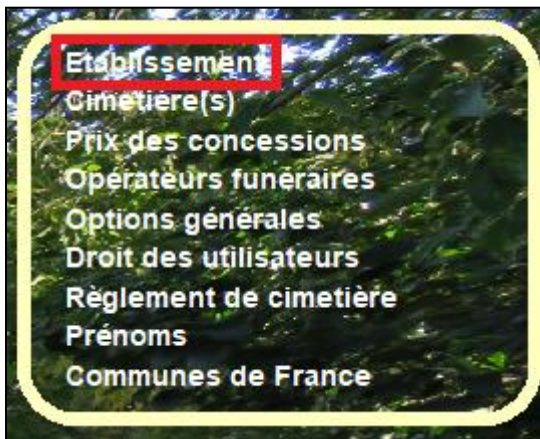 Etablissement
Cimetière(s)
Prix des concessions
Opérateurs funéraires
Options générales
Droit des utilisateurs
Règlement de cimetière
Prénoms
Communes de France